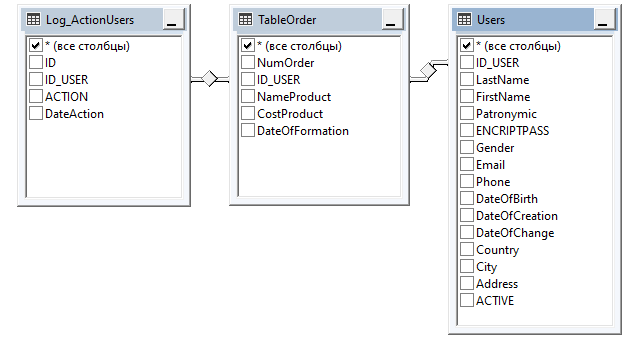 Log_ActionUsers
* (все столбцы)
ID
ID_USER
ACTION
DateAction
TableOrder
* (все столбцы)
NumOrder
ID_USER
NameProduct
CostProduct
DateOfFormation
Users
* (все столбцы)
ID_USER
LastName
FirstName
Patronymic
ENCRIPTPASS
Gender
Email
Phone
DateOfBirth
DateOfCreation
DateOfChange
Country
City
Address
ACTIVE